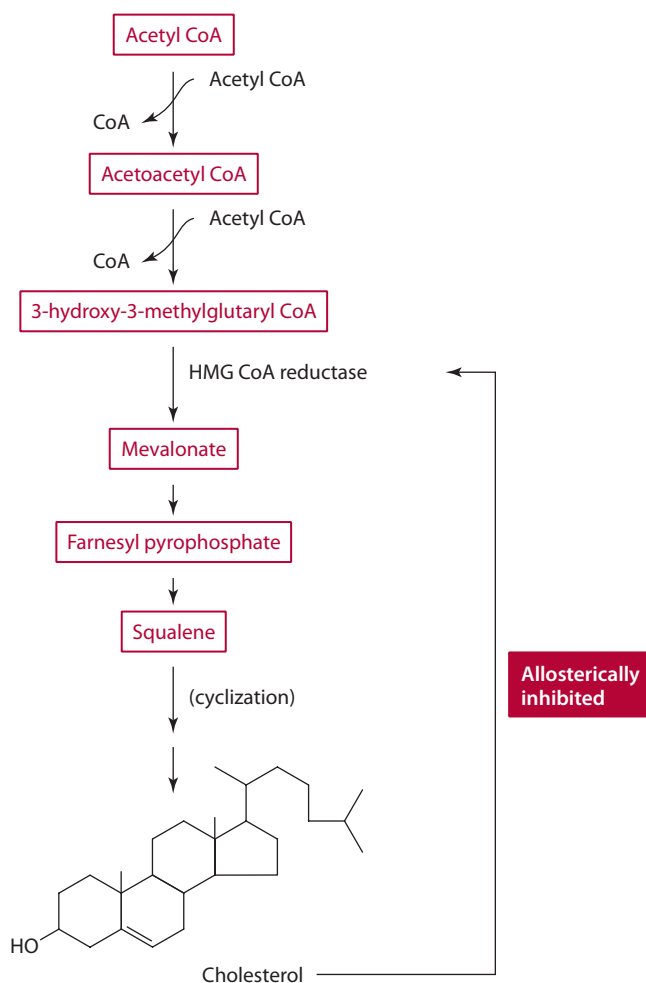 Acetyl CoA
Acetyl CoA
CoA
Acetoacetyl CoA
Acetyl CoA
CoA
3-hydroxy-3-methylglutaryl CoA
HMG CoA reductase
Mevalonate
Farnesyl pyrophosphate
Squalene
Allosterically
inhibited
(cyclization)
HO
Cholesterol